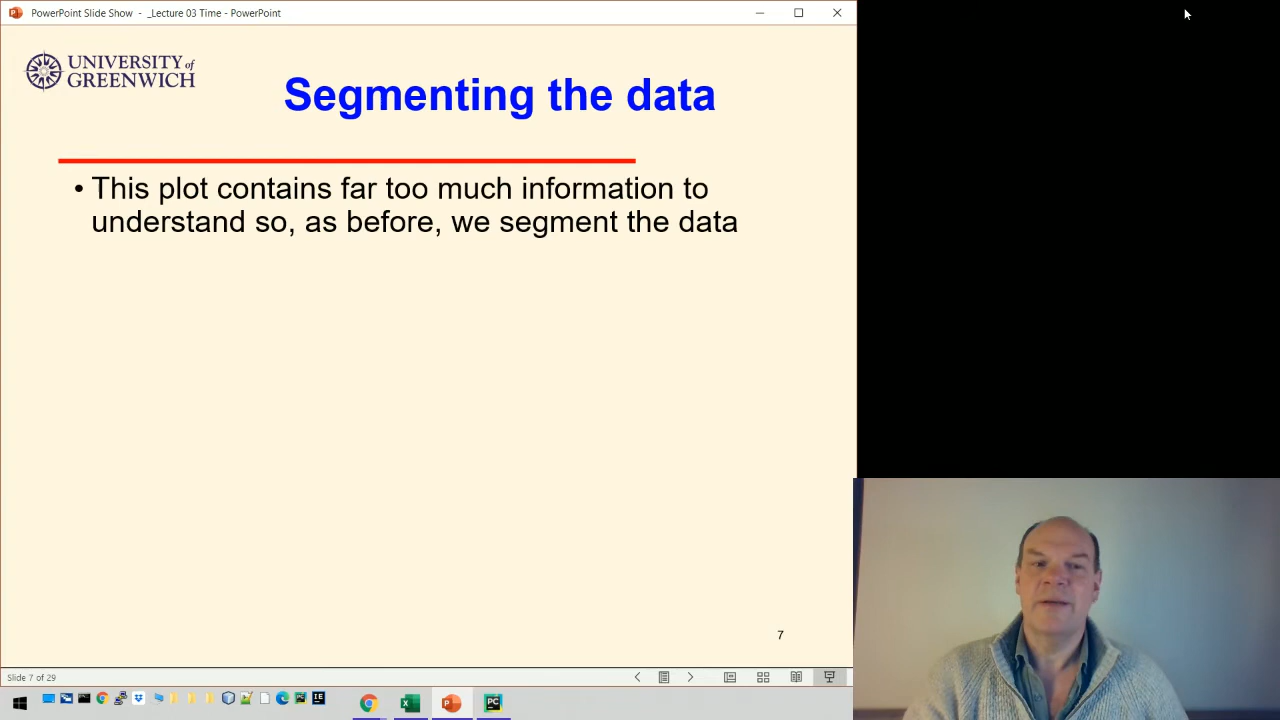 PowerPoint Slide Show - _Lecture 03 Time - PowerPoint
UNIVERSITY of
GREENWICH
Segmenting the data
• This plot contains far too much information to
understand so, as before, we segment the data
7
Slide 7 of 29